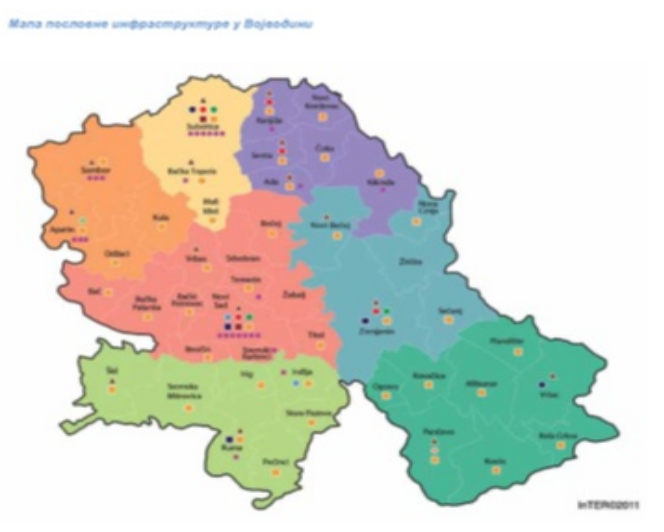 Мапа пословне инфраструктуре у Војводини
Subotica
Kanjiža
Novi Kneževac
Senta
Čoka
Sombor
Bačka Topola
Ada
Kikinda
Mali Iđoš
Nova Crnja
Apatin
Kula
Bečej
Novi Bečej
Odžaci
Vrbas
Srbobran
Žitište
Temerin
Bač
Bačka Palanka
Bački Petrovac
Novi Sad
Žabalj
Zrenjanin
Sečanj
Titel
Plandište
Beočin
Sremski Karlovci
Šid
Irig
Inđija
Sremska Mitrovica
Opovo
Kovačica
Alibunar
Vršac
Stara Pazova
Pančevo
Bela Crkva
Ruma
Pećinci
Kovin
InTER©2011